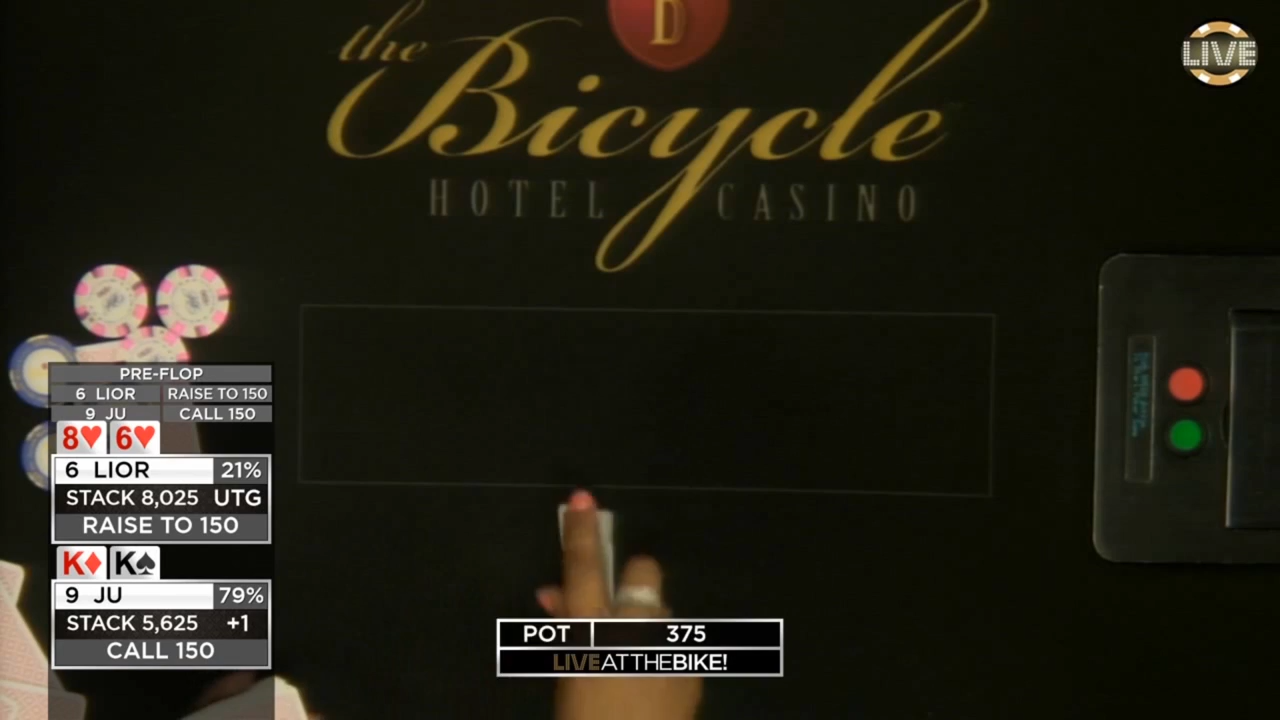 D
the Bicycle
HOTEL CASINO
LIVE
PRE-FLOP
6 LIOR RAISE TO 150
9 JU CALL 150
8♥ 6♥
6 LIOR 21%
STACK 8,025 UTG
RAISE TO 150
K♦ K♠
9 JU 79%
STACK 5,625 +1
CALL 150
POT 375
LIVEATTHEBIKE!